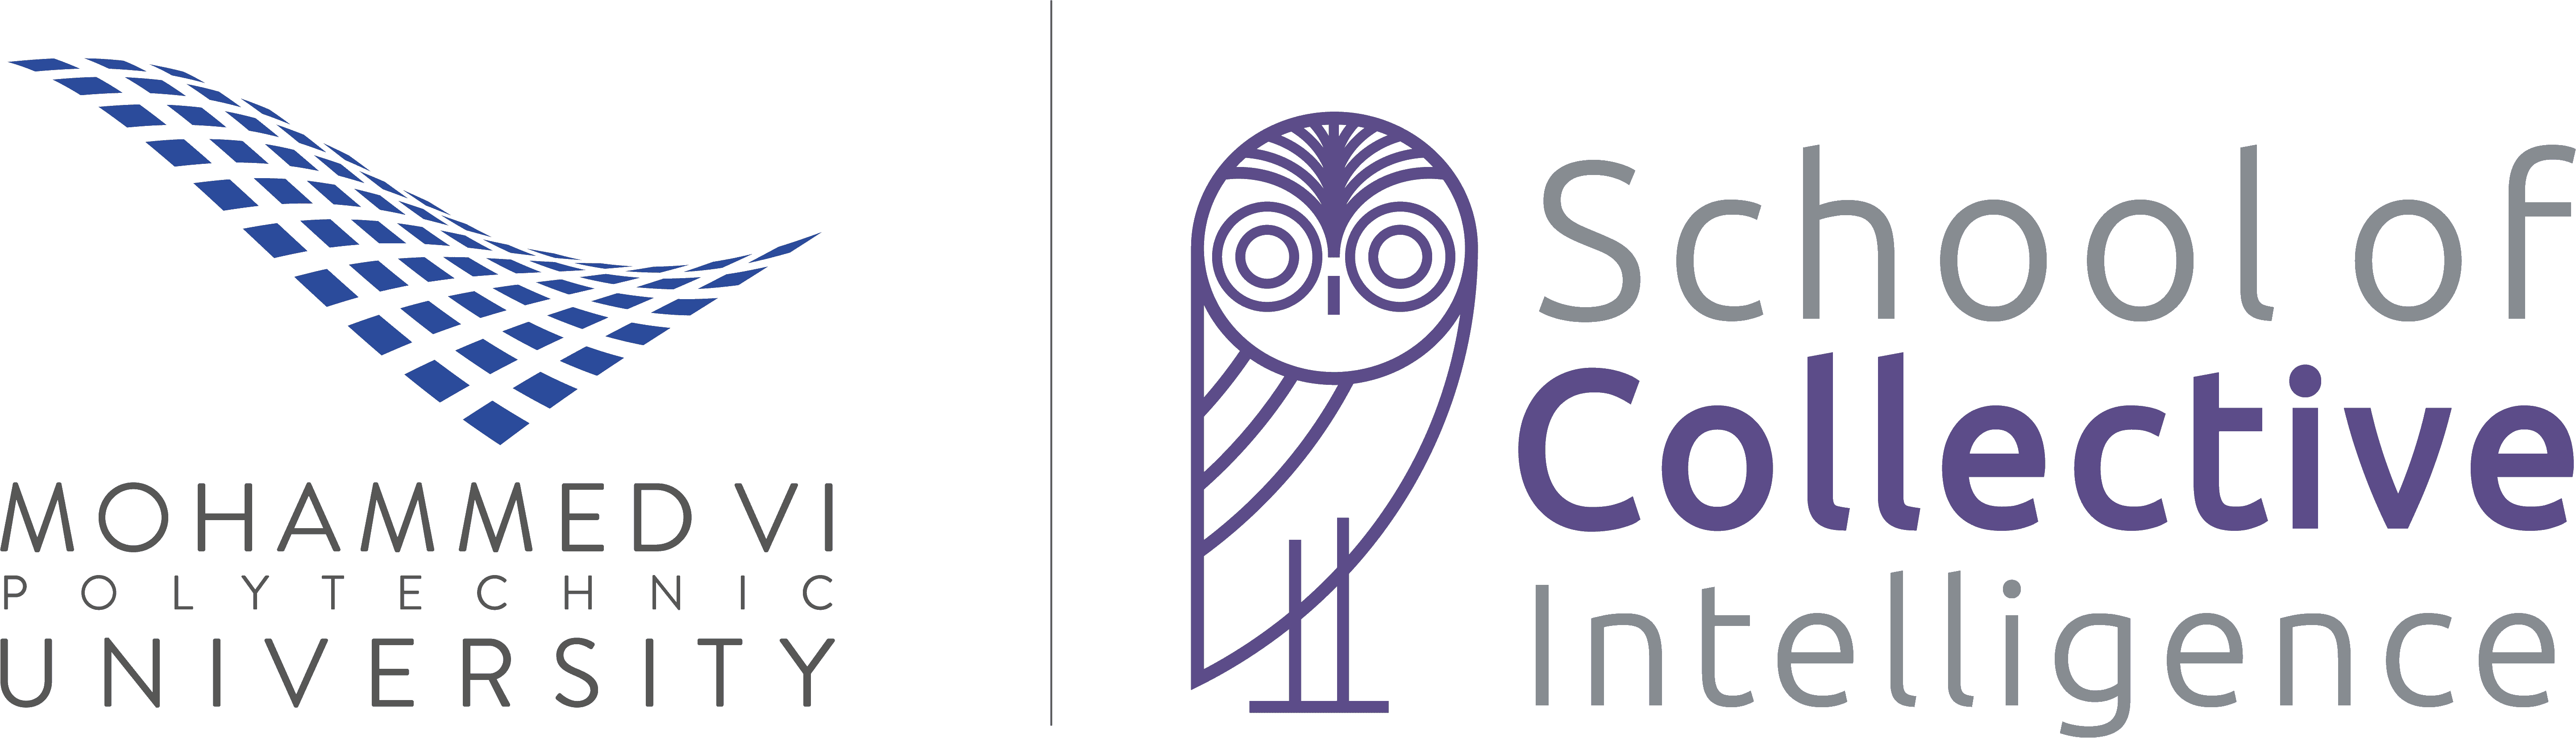 MOHAMMED VI
POLYTECHNIC
UNIVERSITY
School of
Collective
Intelligence